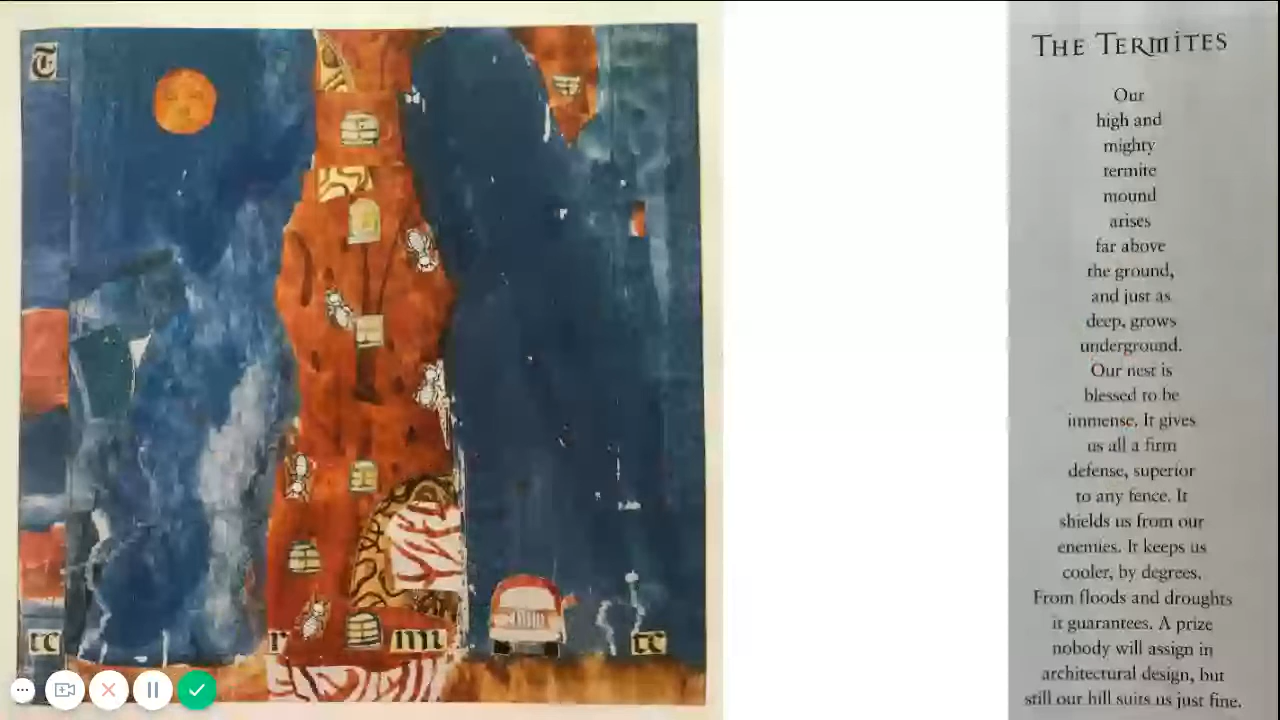 T
te r mi te
THE TERMITES
Our
high and
mighty
termite
mound
arises
far above
the ground,
and just as
deep, grows
underground.
Our nest is
blessed to be
immense. It gives
us all a firm
defense, superior
to any fence. It
shields us from our
enemies. It keeps us
cooler, by degrees.
From floods and droughts
it guarantees. A prize
nobody will assign in
architectural design, but
still our hill suits us just fine.